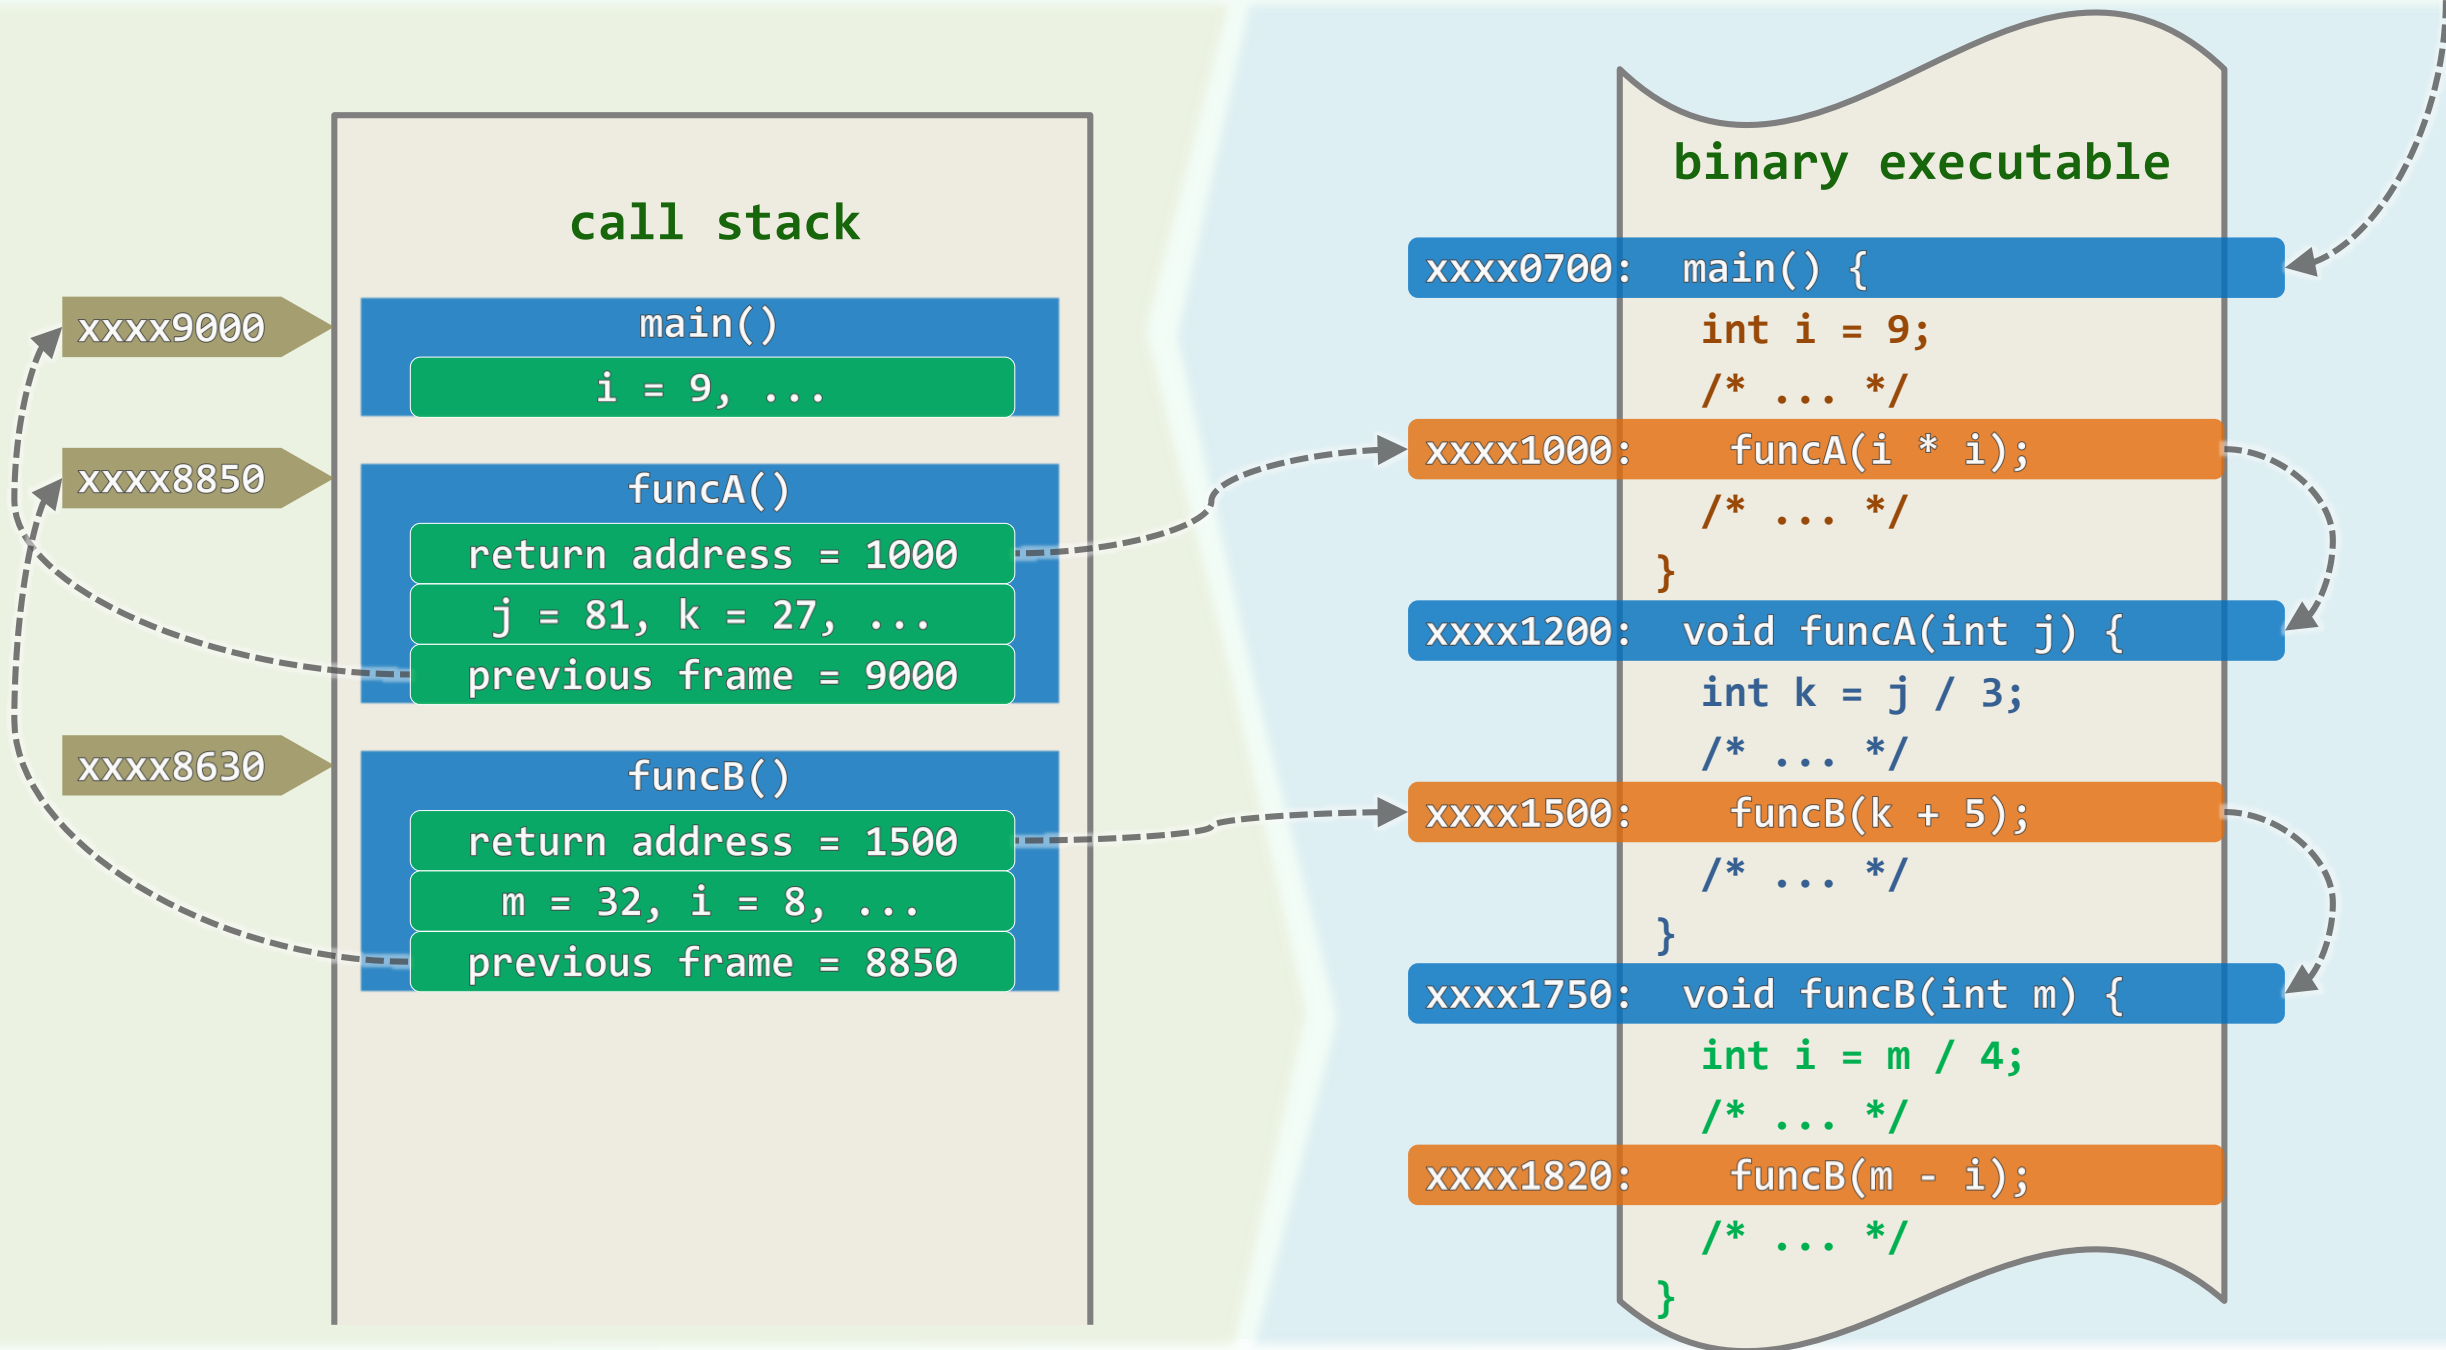 call stack
xxxx9000
main()
i = 9, ...
xxxx8850
funcA()
return address = 1000
j = 81, k = 27, ...
previous frame = 9000
xxxx8630
funcB()
return address = 1500
m = 32, i = 8, ...
previous frame = 8850
binary executable
xxxx0700: main() {
int i = 9;
/* ... */
xxxx1000: funcA(i * i);
/* ... */
}
xxxx1200: void funcA(int j) {
int k = j / 3;
/* ... */
xxxx1500: funcB(k + 5);
/* ... */
}
xxxx1750: void funcB(int m) {
int i = m / 4;
/* ... */
xxxx1820: funcB(m - i);
/* ... */
}